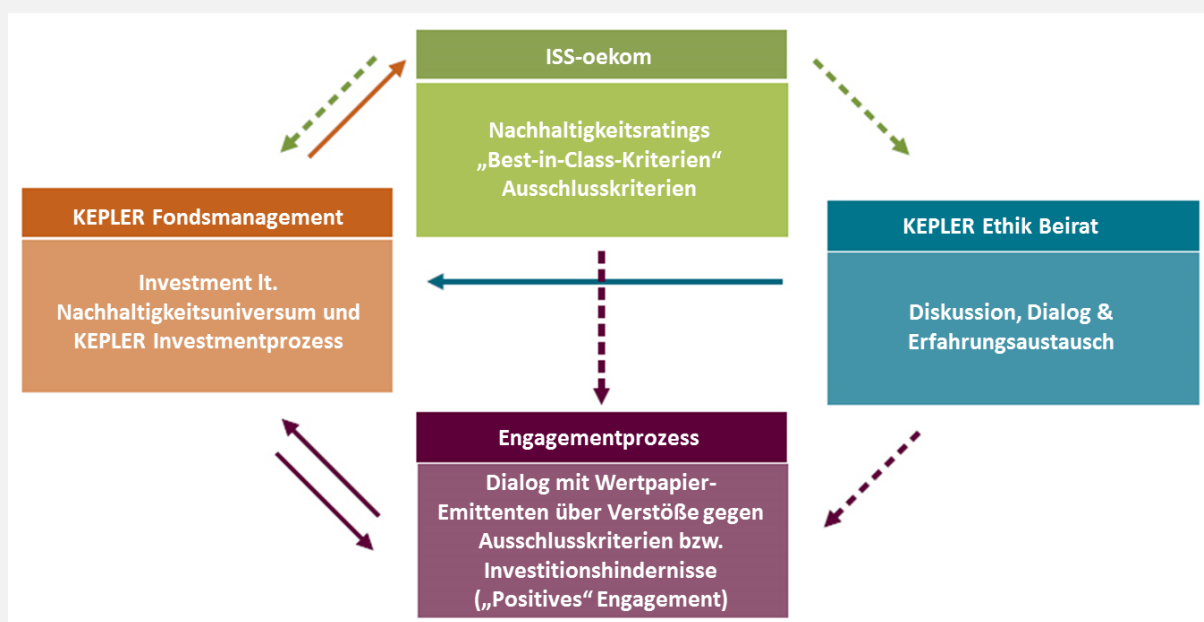 ISS-oekom
Nachhaltigkeitsratings
„Best-in-Class-Kriterien“
Ausschlusskriterien
KEPLER Fondsmanagement
Investment lt.
Nachhaltigkeitsuniversum und
KEPLER Investmentprozess
KEPLER Ethik Beirat
Diskussion, Dialog &
Erfahrungsaustausch
Engagementprozess
Dialog mit Wertpapier-
Emittenten über Verstöße gegen
Ausschlusskriterien bzw.
Investitionshindernisse
(„Positives“ Engagement)